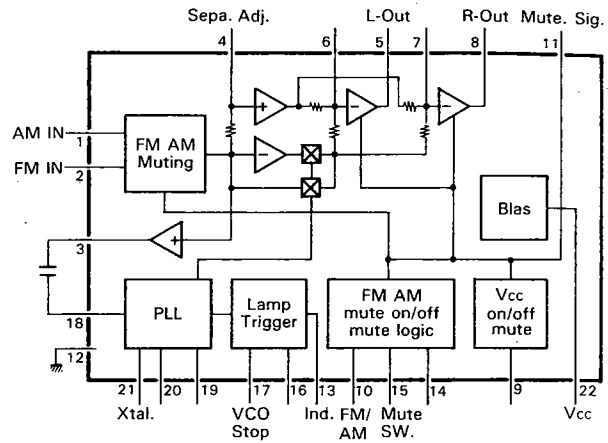 Sepa. Adj. L-Out R-Out Mute. Sig.
4 6 5 7 8 11
AM IN
1
FM IN
2
FM AM
Muting
3
Blas
18
12
PLL
Lamp
Trigger
FM AM
mute on/off
mute logic
Vcc
on/off
mute
21 20 19 17 16 13 10 15 14 9 22
Xtal. VCO
Stop
Ind. FM/
AM
Mute
SW.
Vcc